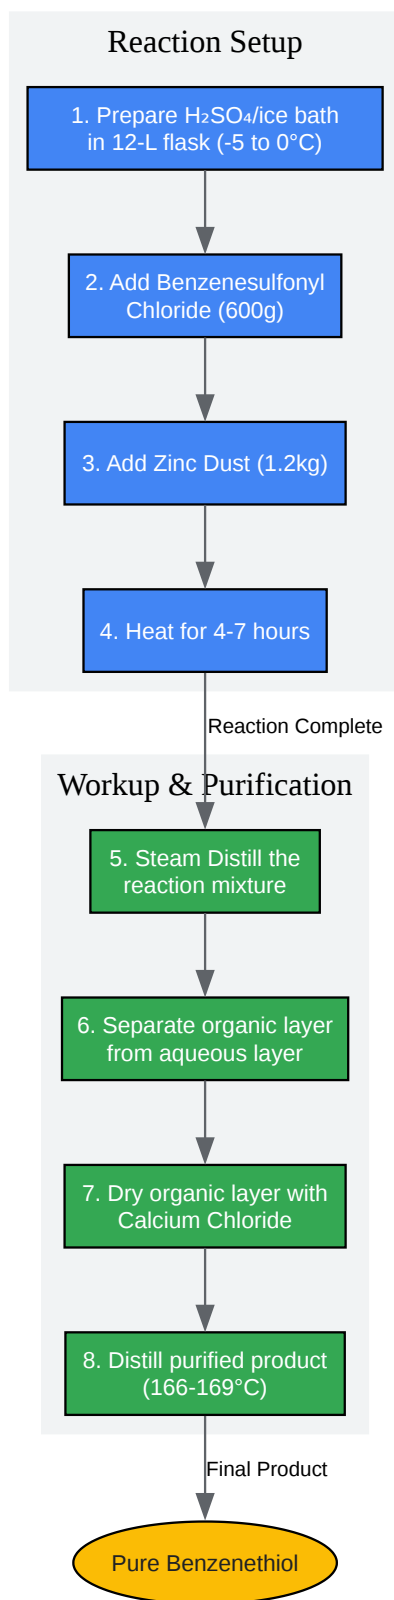 Reaction Setup
1. Prepare H₂SO₄/ice bath
in 12-L flask (-5 to 0°C)
2. Add Benzenesulfonyl
Chloride (600g)
3. Add Zinc Dust (1.2kg)
4. Heat for 4-7 hours
Reaction Complete
Workup & Purification
5. Steam Distill the
reaction mixture
6. Separate organic layer
from aqueous layer
7. Dry organic layer with
Calcium Chloride
8. Distill purified product
(166-169°C)
Final Product
Pure Benzenethiol